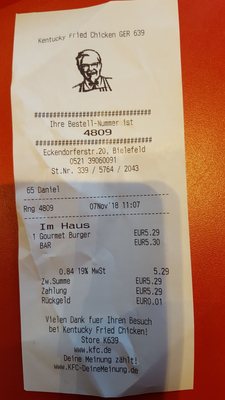 Kentucky Fried Chicken GER 639
################################
Ihre Bestell-Nummer ist
4809
################################
Eckendorferstr.20, Bielefeld
0521 39060091
St.Nr. 339 / 5764 / 2043
65 Daniel
Rng 4809 07Nov'18 11:07
Im Haus
1 Gourmet Burger EUR5.29
BAR EUR5.30
0.84 19% MwSt 5.29
Zw.Summe EUR5.29
Zahlung EUR5.29
Rückgeld EUR0.01
Vielen Dank fuer Ihren Besuch
bei Kentucky Fried Chicken!
Store K639
www.kfc.de
Deine Meinung zählt!
www.KFC-DeineMeinung.de